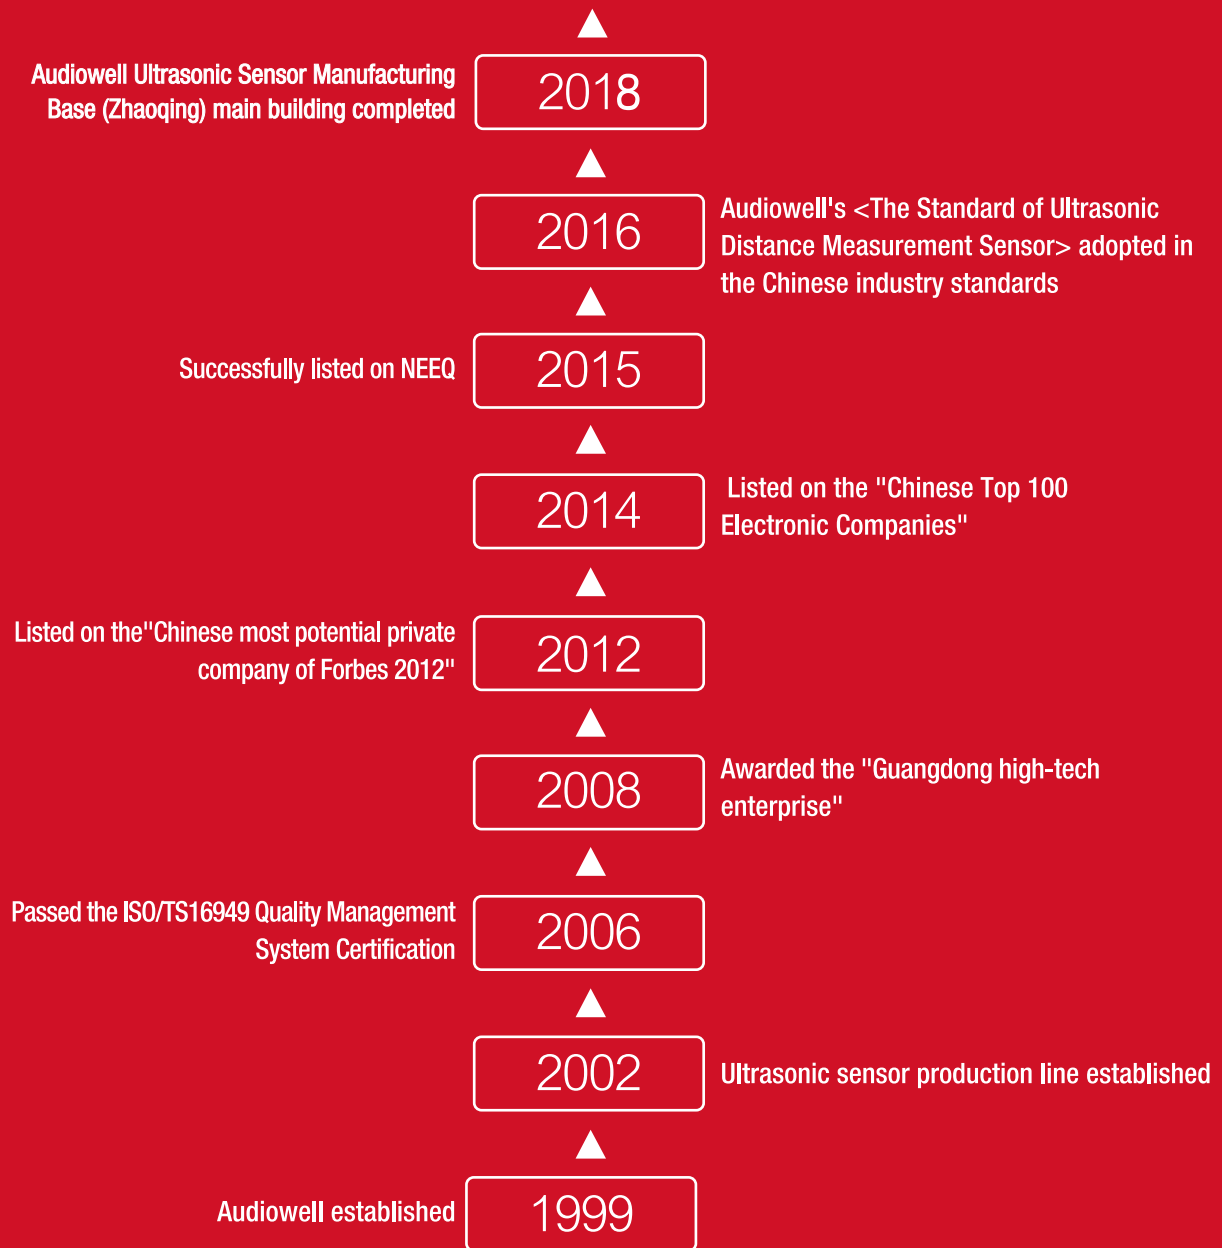 Audiowell Ultrasonic Sensor Manufacturing
Base (Zhaoqing) main building completed
2018
2016
Audiowell's <The Standard of Ultrasonic
Distance Measurement Sensor> adopted in
the Chinese industry standards
Successfully listed on NEEQ
2015
2014
Listed on the "Chinese Top 100
Electronic Companies"
Listed on the"Chinese most potential private
company of Forbes 2012"
2012
2008
Awarded the "Guangdong high-tech
enterprise"
Passed the ISO/TS16949 Quality Management
System Certification
2006
2002
Ultrasonic sensor production line established
Audiowell established
1999